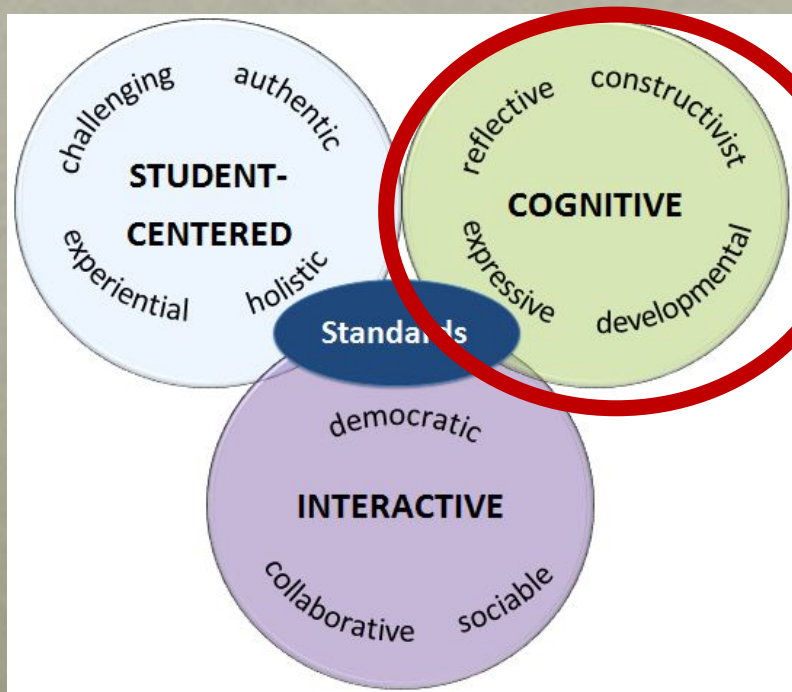 challenging
authentic
STUDENT-
CENTERED
experiential
holistic
reflective
constructivist
COGNITIVE
expressive
developmental
Standards
democratic
INTERACTIVE
collaborative
sociable